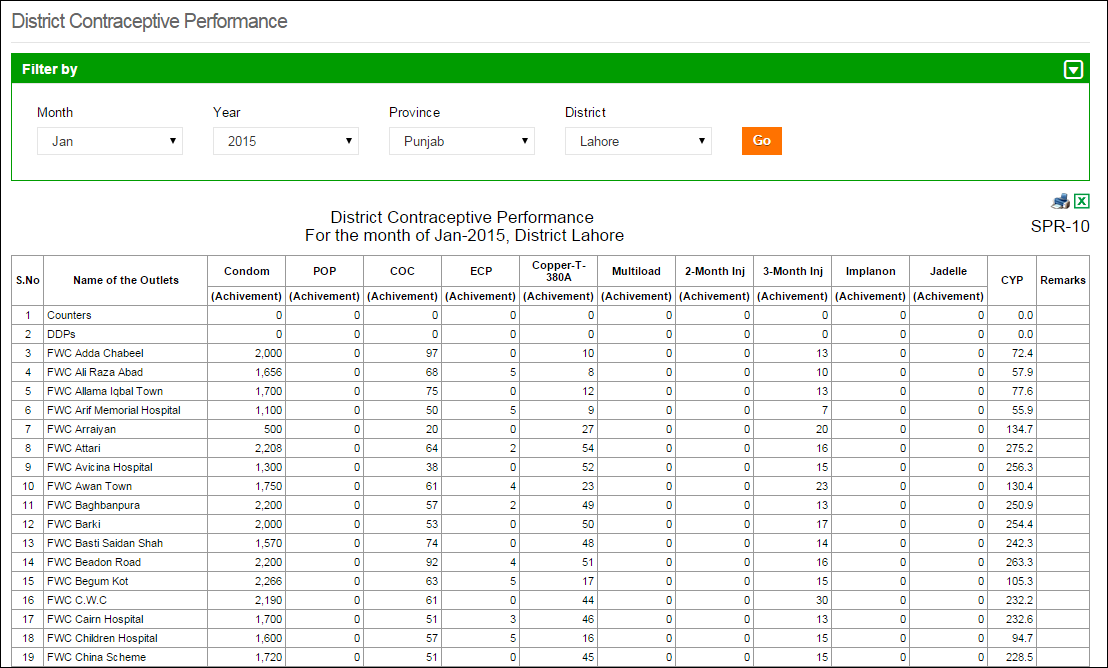 District Contraceptive Performance
Filter by
Month Year Province District
Jan 2015 Punjab Lahore Go
District Contraceptive Performance
For the month of Jan-2015, District Lahore
SPR-10
S.No Name of the Outlets Condom POP COC ECP Copper-T-380A Multiload 2-Month Inj 3-Month Inj Implanon Jadelle CYP Remarks
(Achivement) (Achivement) (Achivement) (Achivement) (Achivement) (Achivement) (Achivement) (Achivement) (Achivement) (Achivement)
1 Counters 0 0 0 0 0 0 0 0 0 0 0.0
2 DDPs 0 0 0 0 0 0 0 0 0 0 0.0
3 FWC Adda Chabeel 2,000 0 97 0 10 0 0 13 0 0 72.4
4 FWC Ali Raza Abad 1,656 0 68 5 8 0 0 10 0 0 57.9
5 FWC Allama Iqbal Town 1,700 0 75 0 12 0 0 13 0 0 77.6
6 FWC Arif Memorial Hospital 1,100 0 50 5 9 0 0 7 0 0 55.9
7 FWC Arraiyan 500 0 20 0 27 0 0 20 0 0 134.7
8 FWC Attari 2,208 0 64 2 54 0 0 16 0 0 275.2
9 FWC Avicina Hospital 1,300 0 38 0 52 0 0 15 0 0 256.3
10 FWC Awan Town 1,750 0 61 4 23 0 0 23 0 0 130.4
11 FWC Baghbanpura 2,200 0 57 2 49 0 0 13 0 0 250.9
12 FWC Barki 2,000 0 53 0 50 0 0 17 0 0 254.4
13 FWC Basti Saidan Shah 1,570 0 74 0 48 0 0 14 0 0 242.3
14 FWC Beadon Road 2,200 0 92 4 51 0 0 16 0 0 263.3
15 FWC Begum Kot 2,266 0 63 5 17 0 0 15 0 0 105.3
16 FWC C.W.C 2,190 0 61 0 44 0 0 30 0 0 232.2
17 FWC Cairn Hospital 1,700 0 51 3 46 0 0 13 0 0 232.6
18 FWC Children Hospital 1,600 0 57 5 16 0 0 15 0 0 94.7
19 FWC China Scheme 1,720 0 51 0 45 0 0 15 0 0 228.5